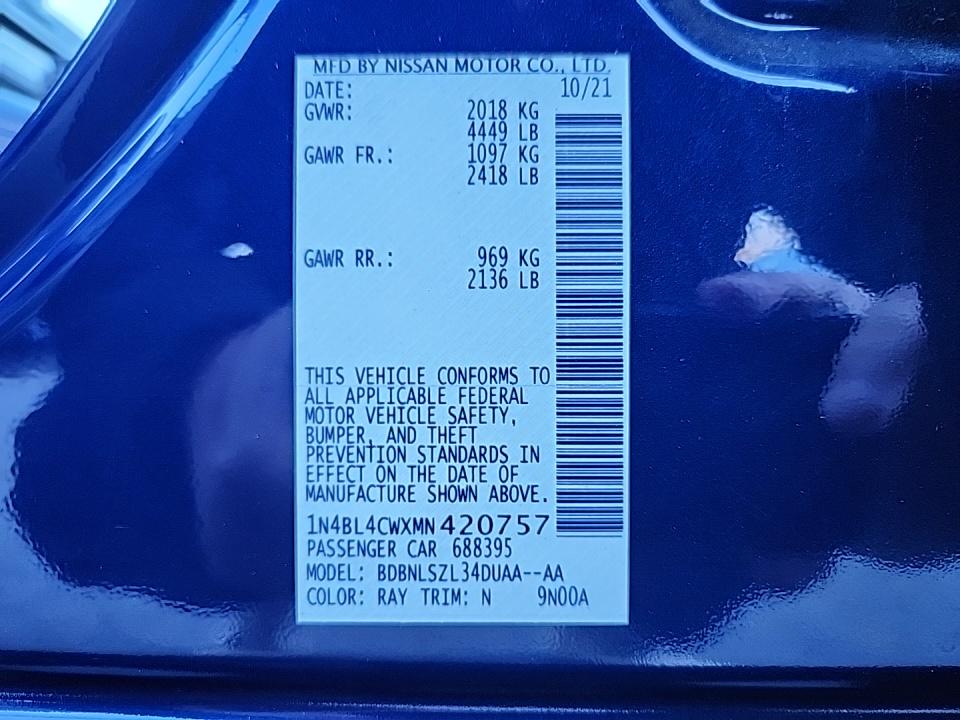 MFD BY NISSAN MOTOR CO., LTD.
DATE: 10/21
GVWR: 2018 KG
4449 LB
GAWR FR.: 1097 KG
2418 LB
GAWR RR.: 969 KG
2136 LB
THIS VEHICLE CONFORMS TO
ALL APPLICABLE FEDERAL
MOTOR VEHICLE SAFETY,
BUMPER, AND THEFT
PREVENTION STANDARDS IN
EFFECT ON THE DATE OF
MANUFACTURE SHOWN ABOVE.
1N4BL4CWXMN420757
PASSENGER CAR 688395
MODEL: BDBNLSZL34DUAA--AA
COLOR: RAY TRIM: N 9N00A